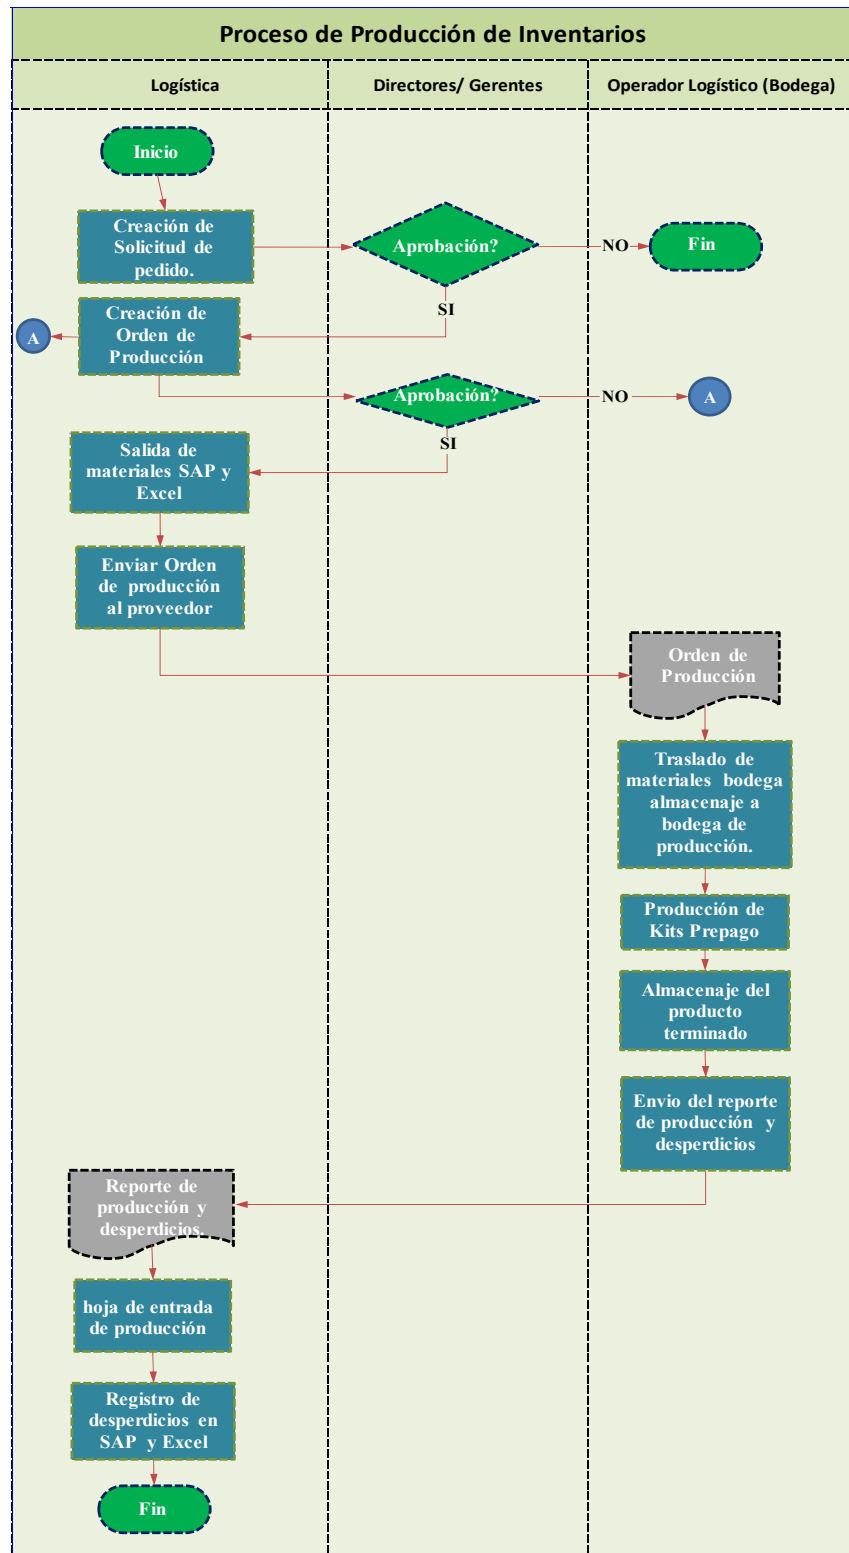 Proceso de Producción de Inventarios
Logística
Directores/ Gerentes
Operador Logístico (Bodega)
Inicio
Creación de
Solicitud de
pedido.
Aprobación?
NO
Fin
SI
Creación de
Orden de
Producción
A
Aprobación?
NO
A
SI
Salida de
materiales SAP y
Excel
Enviar Orden
de producción
al proveedor
Orden de
Producción
Traslado de
materiales bodega
almacenaje a
bodega de
producción.
Producción de
Kits Prepago
Almacenaje del
producto
terminado
Envio del reporte
de producción y
desperdicios
Reporte de
producción y
desperdicios.
hoja de entrada
de producción
Registro de
desperdicios en
SAP y Excel
Fin